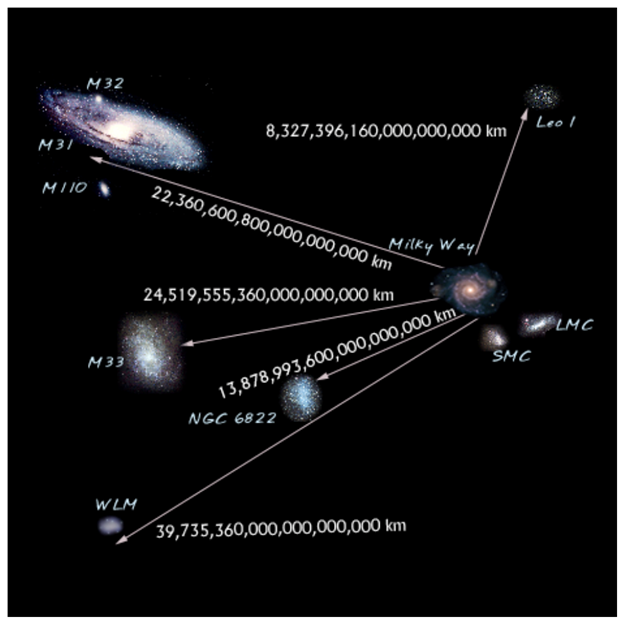 M32
Leo I
8,327,396,160,000,000,000 km
M31
M110
22,360,600,800,000,000,000 km
Milky Way
24,519,555,360,000,000,000 km
13,878,993,600,000,000,000 km
LMC
SMC
M33
NGC 6822
WLM
39,735,360,000,000,000,000 km